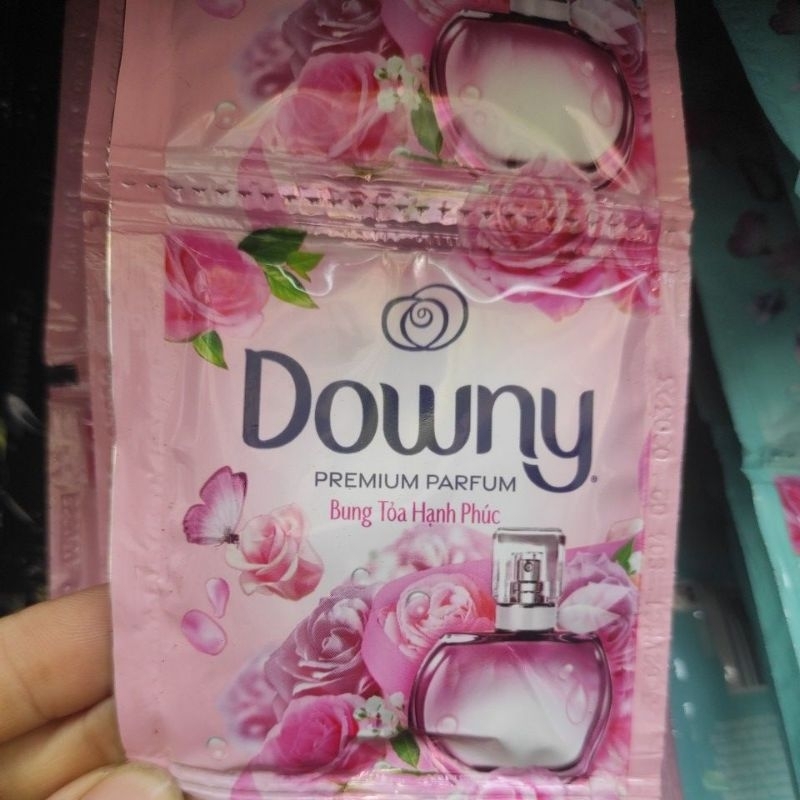 Downy
PREMIUM PARFUM
Bung Tỏa Hạnh Phúc